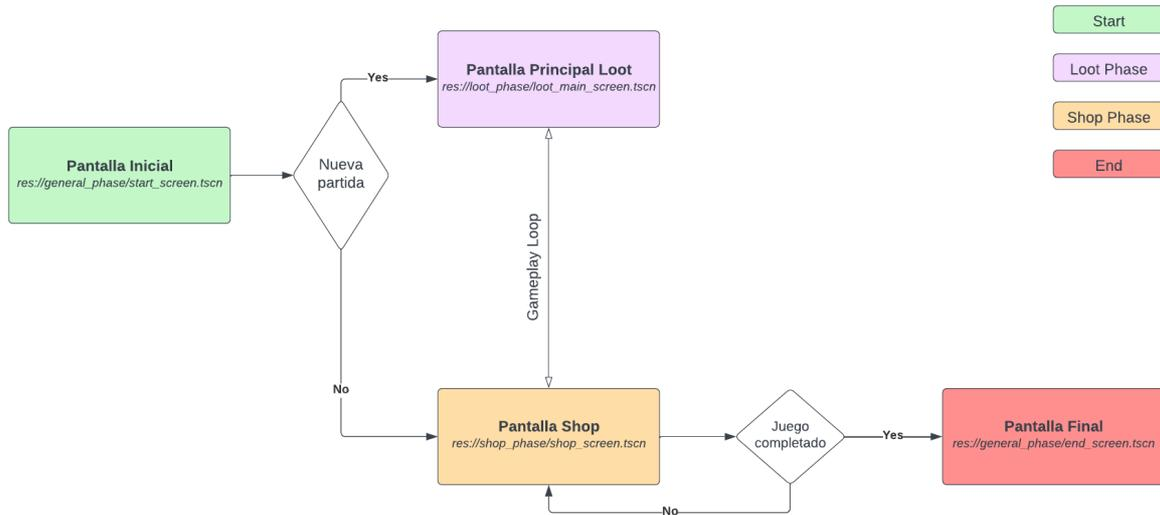 Start
Loot Phase
Shop Phase
End
Pantalla Principal Loot
res://loot_phase/loot_main_screen.tscn
Yes
Pantalla Inicial
res://general_phase/start_screen.tscn
Nueva
partida
Gameplay Loop
No
Pantalla Shop
res://shop_phase/shop_screen.tscn
Juego
completado
Yes
Pantalla Final
res://general_phase/end_screen.tscn
No